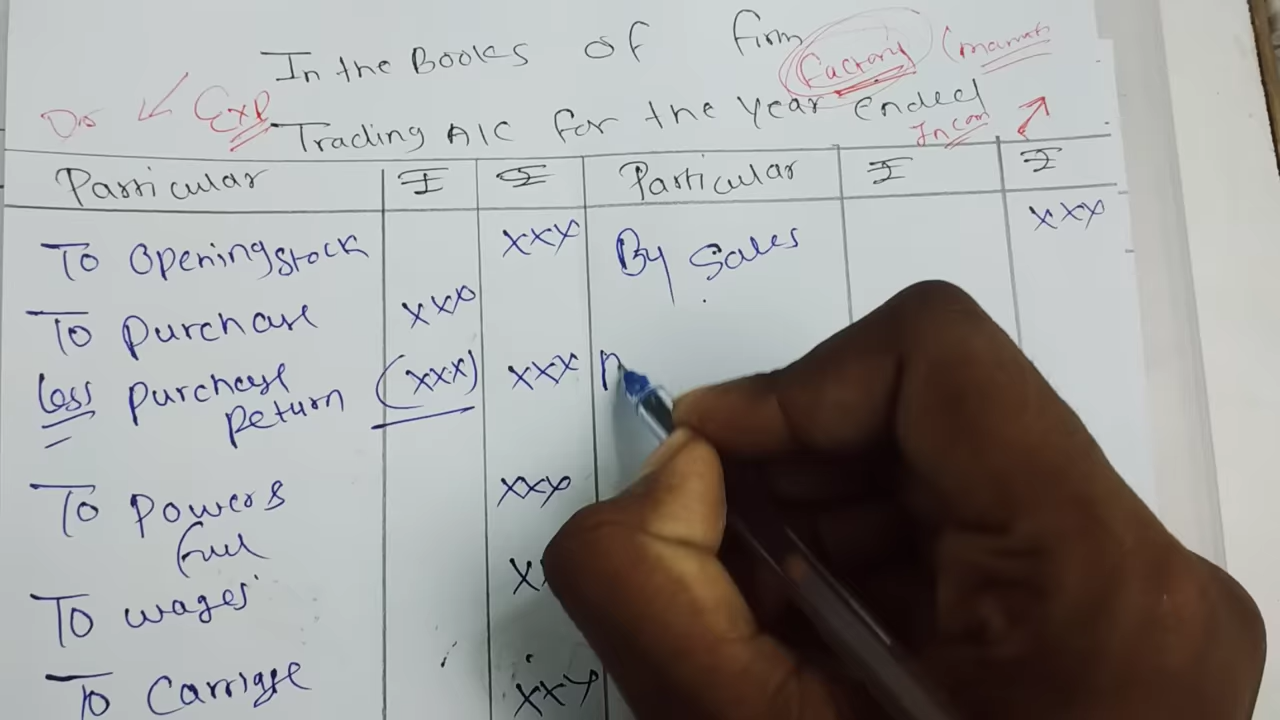 In the Books of firm
Factory
Exp
Trading A/C for the year ended
Incom
Particular ₹ ₹ Particular ₹ ₹
To Opening stock xxx By Sales xxx
To purchase xxx
Less purchase return (xxx) xxx
To power & fuel xxx
To wages
To Carriage xxx